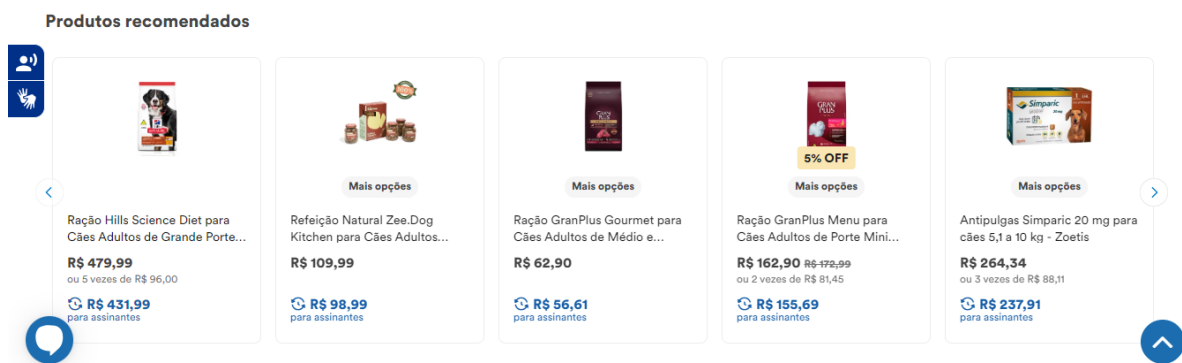 Produtos recomendados
GRAN
PLUS
5% OFF
Simparic
20 mg
Mais opções
Mais opções
Mais opções
Mais opções
Ração Hills Science Diet para
Cães Adultos de Grande Porte...
R$ 479,99
ou 5 vezes de R$ 96,00
R$ 431,99
para assinantes
Refeição Natural Zee.Dog
Kitchen para Cães Adultos...
R$ 109,99
R$ 98,99
para assinantes
Ração GranPlus Gourmet para
Cães Adultos de Médio e...
R$ 62,90
R$ 56,61
para assinantes
Ração GranPlus Menu para
Cães Adultos de Porte Mini...
R$ 162,90 R$ 172,99
ou 2 vezes de R$ 81,45
R$ 155,69
para assinantes
Antipulgas Simparic 20 mg para
cães 5,1 a 10 kg - Zoetis
R$ 264,34
ou 3 vezes de R$ 88,11
R$ 237,91
para assinantes